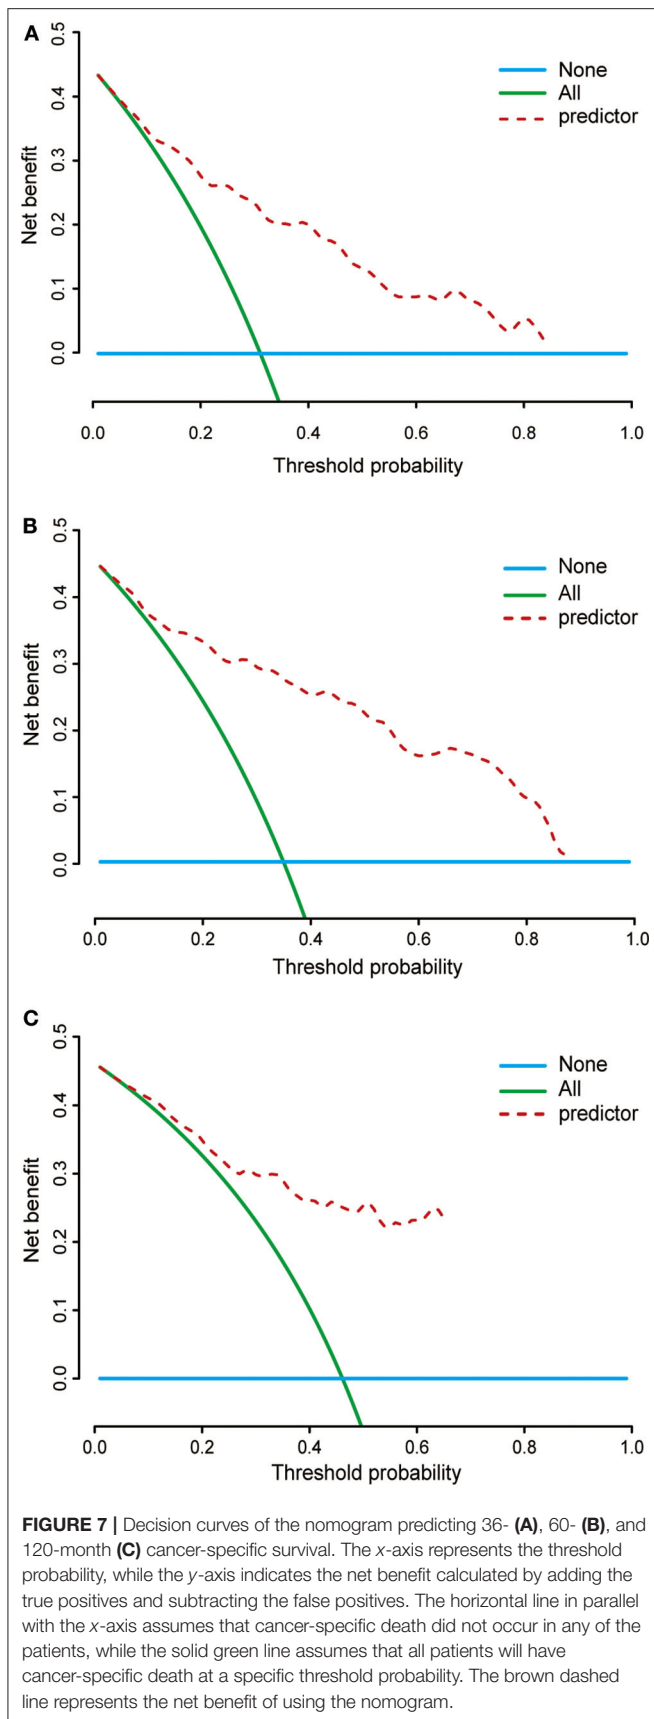 A
0.5
0.4
0.3
0.2
0.1
0.0
Net benefit
None
All
predictor
0.0 0.2 0.4 0.6 0.8 1.0
Threshold probability
B
0.5
0.4
0.3
0.2
0.1
0.0
Net benefit
None
All
predictor
0.0 0.2 0.4 0.6 0.8 1.0
Threshold probability
C
0.5
0.4
0.3
0.2
0.1
0.0
Net benefit
None
All
predictor
0.0 0.2 0.4 0.6 0.8 1.0
Threshold probability
FIGURE 7 | Decision curves of the nomogram predicting 36- (A), 60- (B), and
120-month (C) cancer-specific survival. The x-axis represents the threshold
probability, while the y-axis indicates the net benefit calculated by adding the
true positives and subtracting the false positives. The horizontal line in parallel
with the x-axis assumes that cancer-specific death did not occur in any of the
patients, while the solid green line assumes that all patients will have
cancer-specific death at a specific threshold probability. The brown dashed
line represents the net benefit of using the nomogram.